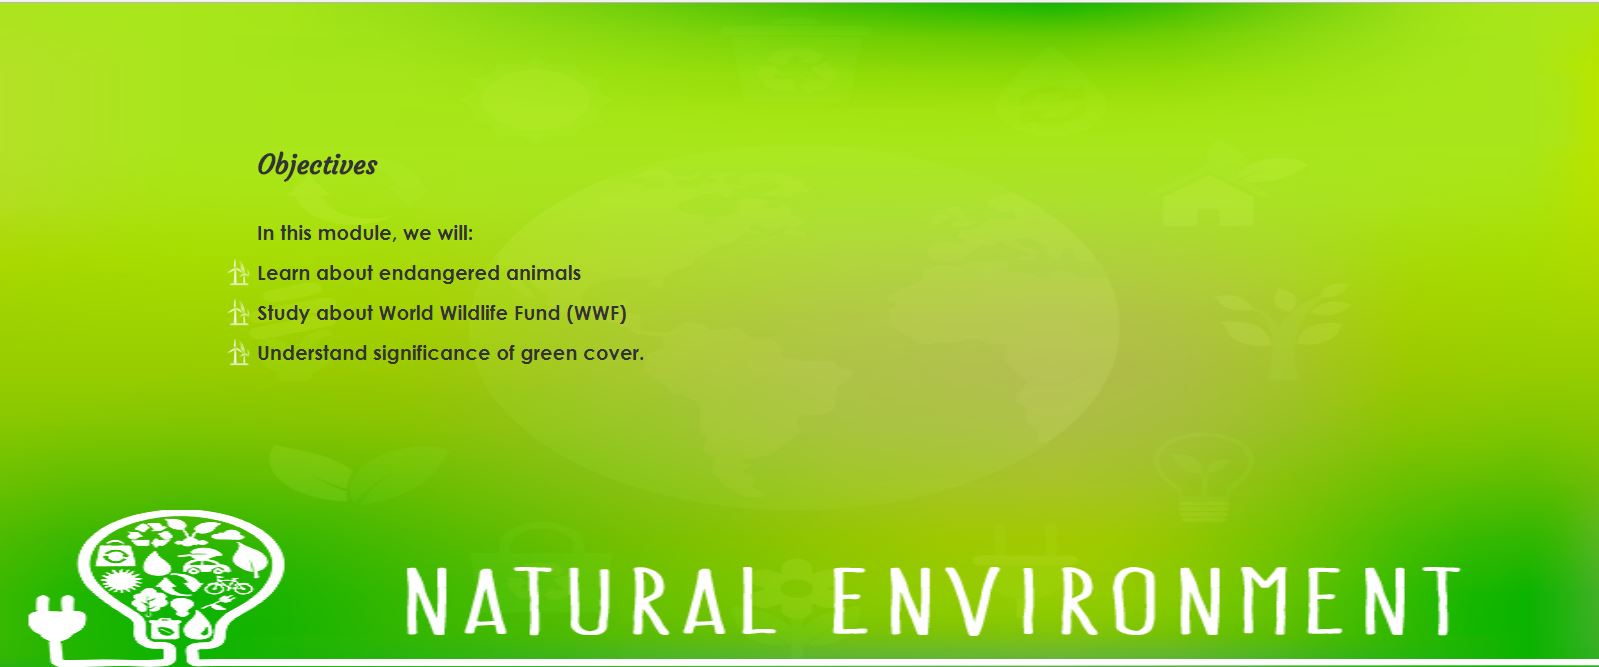 Objectives
In this module, we will:
Learn about endangered animals
Study about World Wildlife Fund (WWF)
Understand significance of green cover.
NATURAL ENVIRONMENT